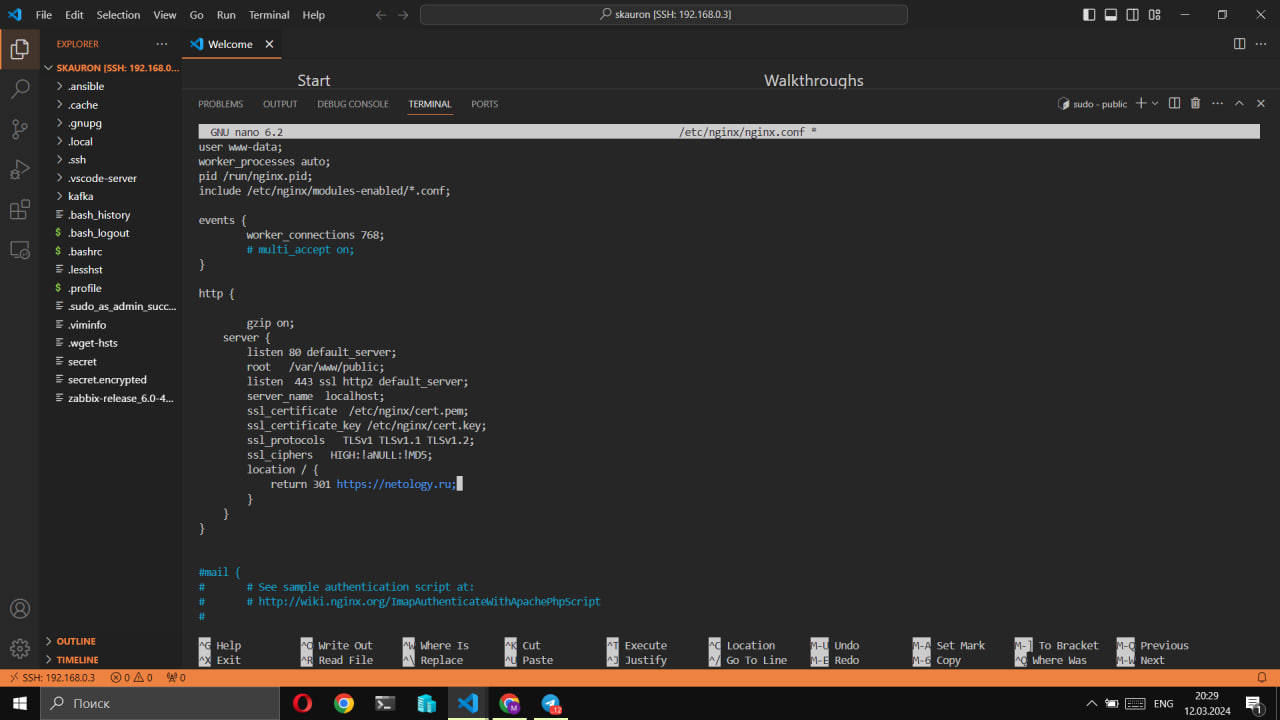 File Edit Selection View Go Run Terminal Help
skauron [SSH: 192.168.0.3]
EXPLORER
SKAURON [SSH: 192.168.0...
.ansible
.cache
.gnupg
.local
.ssh
.vscode-server
kafka
.bash_history
.bash_logout
.bashrc
.lesshst
.profile
.sudo_as_admin_succ...
.viminfo
.wget-hsts
secret
secret.encrypted
zabbix-release_6.0-4...
OUTLINE
TIMELINE
Welcome
Start
Walkthroughs
PROBLEMS OUTPUT DEBUG CONSOLE TERMINAL PORTS
sudo - public
GNU nano 6.2 /etc/nginx/nginx.conf *
user www-data;
worker_processes auto;
pid /run/nginx.pid;
include /etc/nginx/modules-enabled/*.conf;
events {
worker_connections 768;
# multi_accept on;
}
http {
gzip on;
server {
listen 80 default_server;
root /var/www/public;
listen 443 ssl http2 default_server;
server_name localhost;
ssl_certificate /etc/nginx/cert.pem;
ssl_certificate_key /etc/nginx/cert.key;
ssl_protocols TLSv1 TLSv1.1 TLSv1.2;
ssl_ciphers HIGH:!aNULL:!MD5;
location / {
return 301 https://netology.ru;
}
}
}
#mail {
# # See sample authentication script at:
# # http://wiki.nginx.org/ImapAuthenticateWithApachePhpScript
#
^G Help ^O Write Out ^W Where Is ^K Cut ^T Execute ^C Location M-U Undo M-A Set Mark M-] To Bracket M-Q Previous
^X Exit ^R Read File ^\ Replace ^U Paste ^J Justify ^/ Go To Line M-E Redo M-6 Copy ^Q Where Was M-W Next
SSH: 192.168.0.3 0 0 0
Поиск
M
12
ENG
20:29
12.03.2024
1